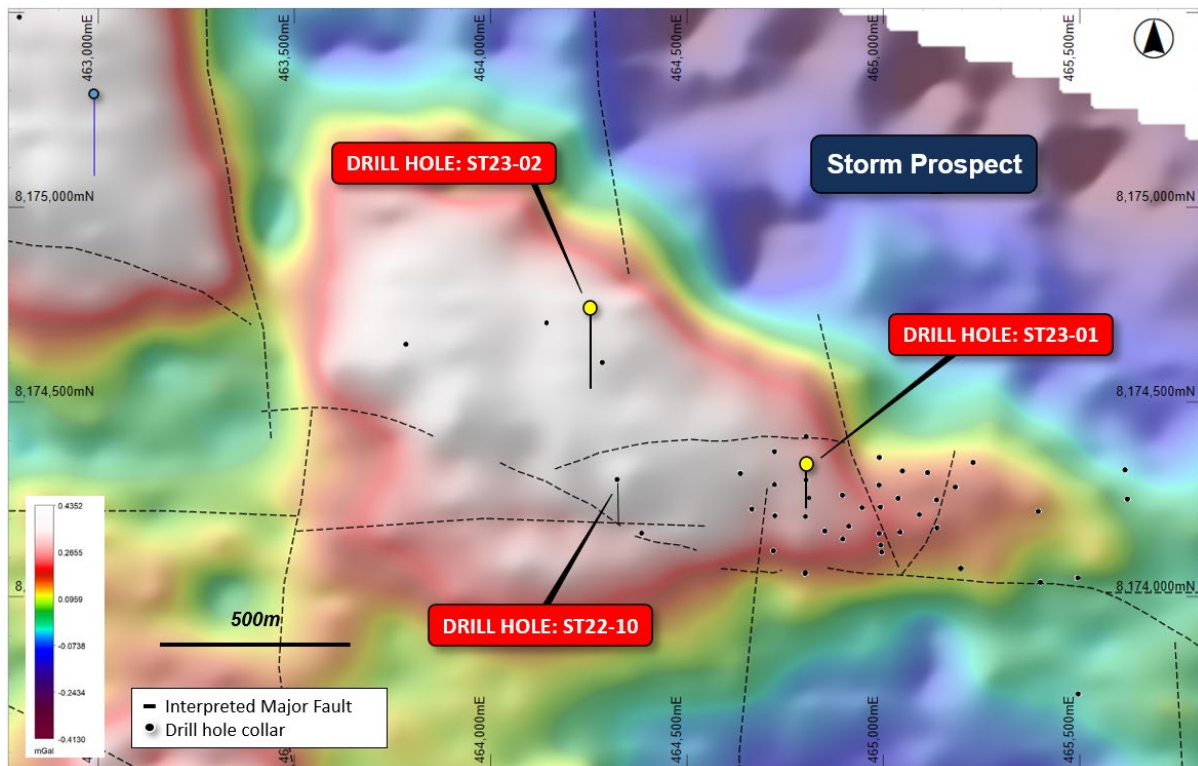 463,000mE
463,500mE
464,000mE
464,500mE
465,000mE
465,500mE
DRILL HOLE: ST23-02
Storm Prospect
8,175,000mN
8,175,000mN
DRILL HOLE: ST23-01
8,174,500mN
8,174,500mN
0.4352
0.2655
0.0959
-0.0738
-0.2434
-0.4130
mGal
8,174,000mN
500m
DRILL HOLE: ST22-10
Interpreted Major Fault
Drill hole collar
464,000mE
464,500mE
465,000mE
465,500mE